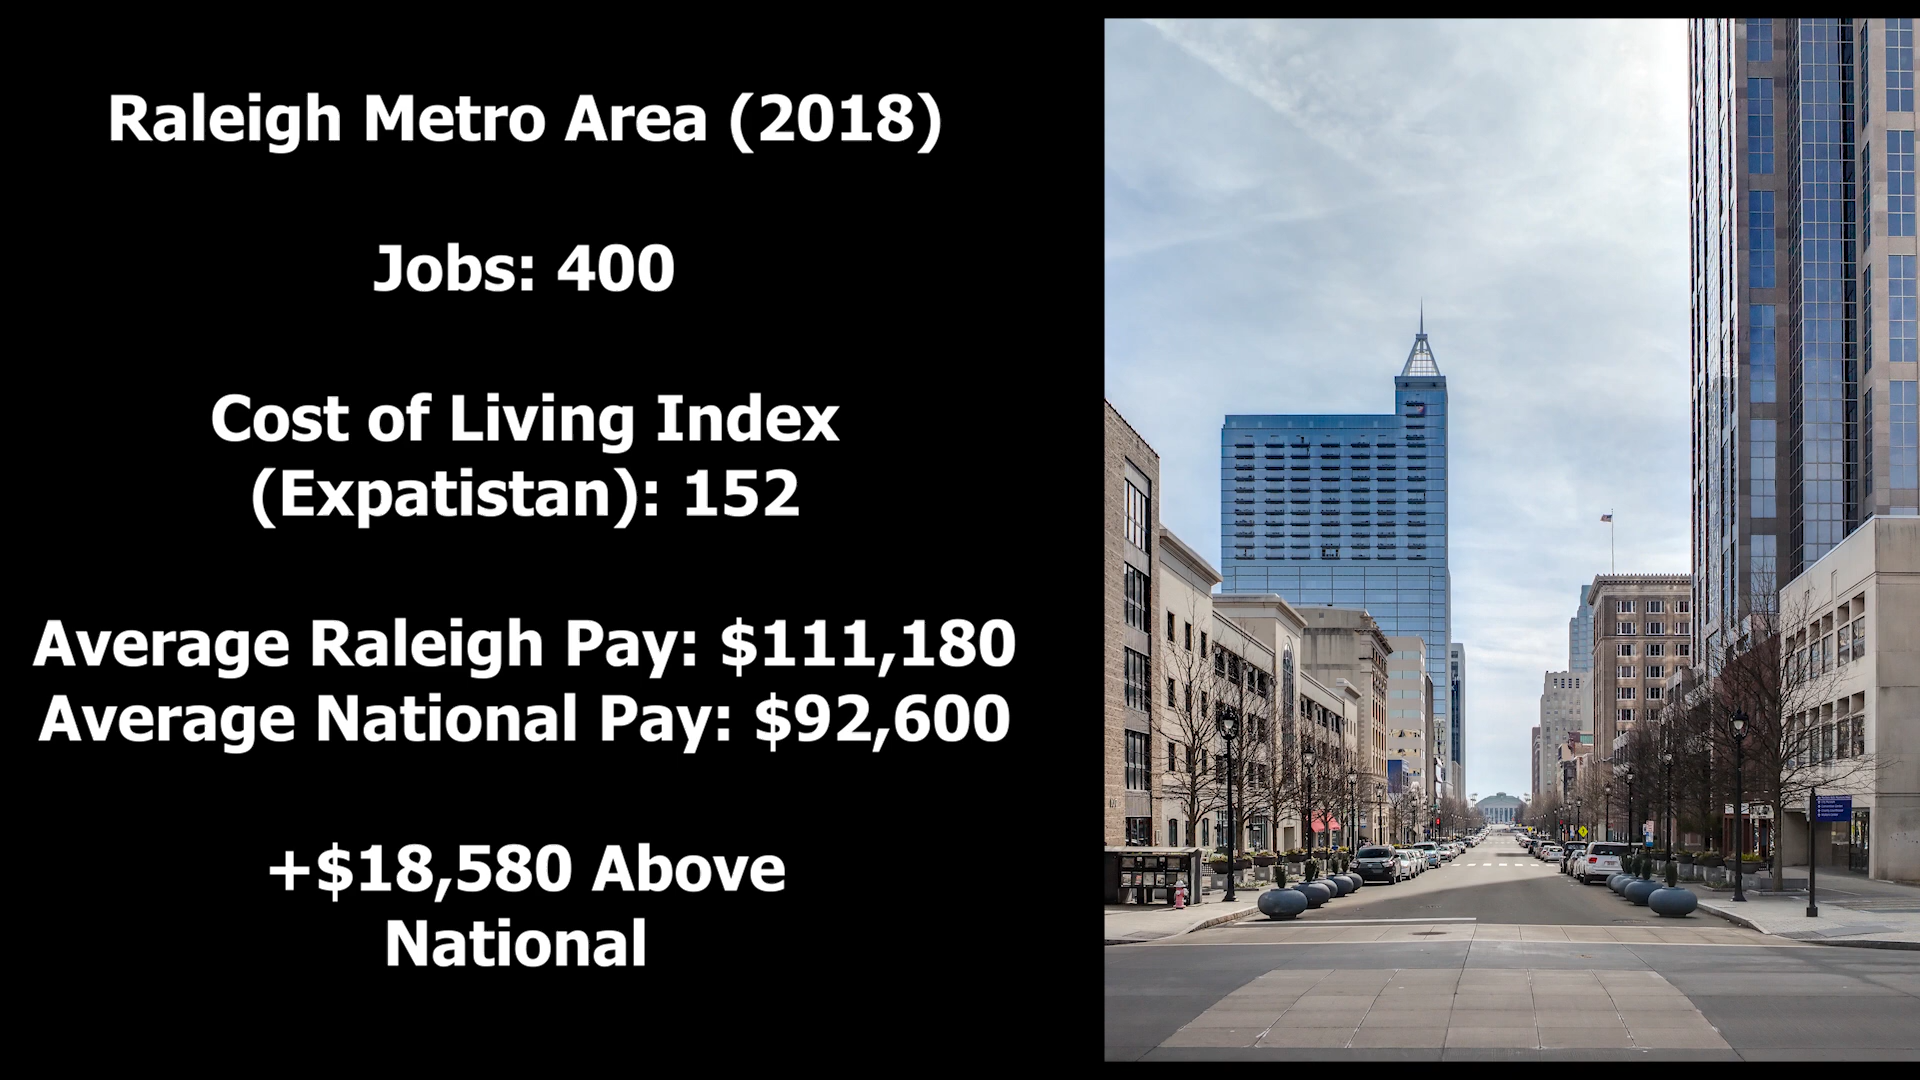 Raleigh Metro Area (2018)
Jobs: 400
Cost of Living Index
(Expatistan): 152
Average Raleigh Pay: $111,180
Average National Pay: $92,600
+$18,580 Above
National